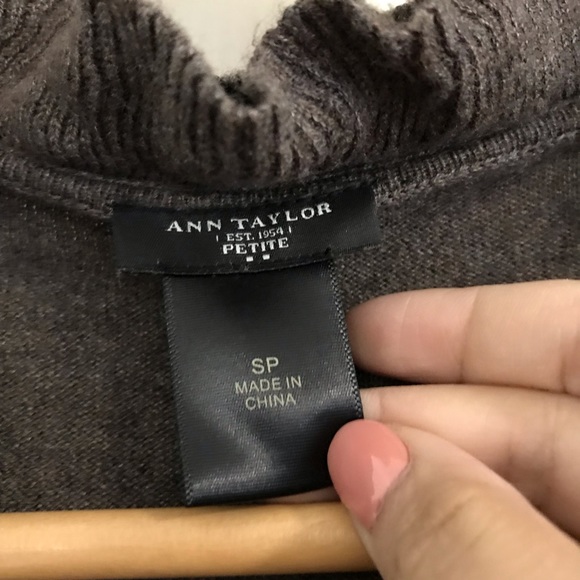 ANN TAYLOR
EST. 1954
PETITE
SP
MADE IN
CHINA